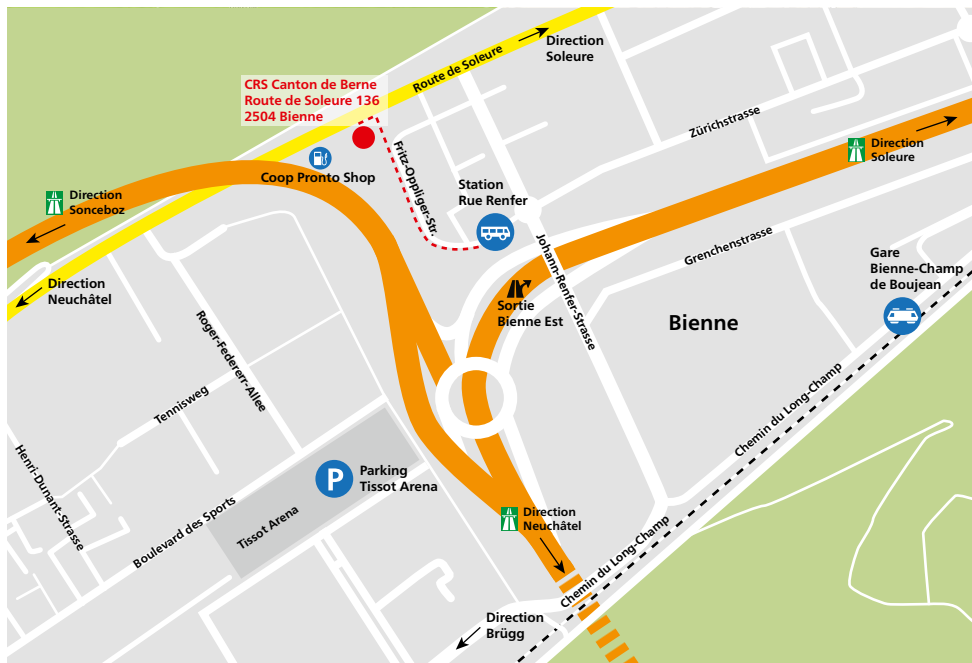 Direction
Soleure
Route de Soleure
CRS Canton de Berne
Route de Soleure 136
2504 Bienne
Zürichstrasse
Direction
Soleure
Fritz-Oppliger-Str.
Coop Pronto Shop
Station
Rue Renfer
Direction
Sonceboz
Johann-Renfer-Strasse
Grenchenstrasse
Gare
Bienne-Champ
de Boujean
Direction
Neuchâtel
Sortie
Bienne Est
Bienne
Roger-Federerr-Allee
Tennisweg
Chemin du Long-Champ
Henri-Dunant-Strasse
P
Parking
Tissot Arena
Boulevard des Sports
Tissot Arena
Direction
Neuchâtel
Chemin du Long-Champ
Direction
Brügg